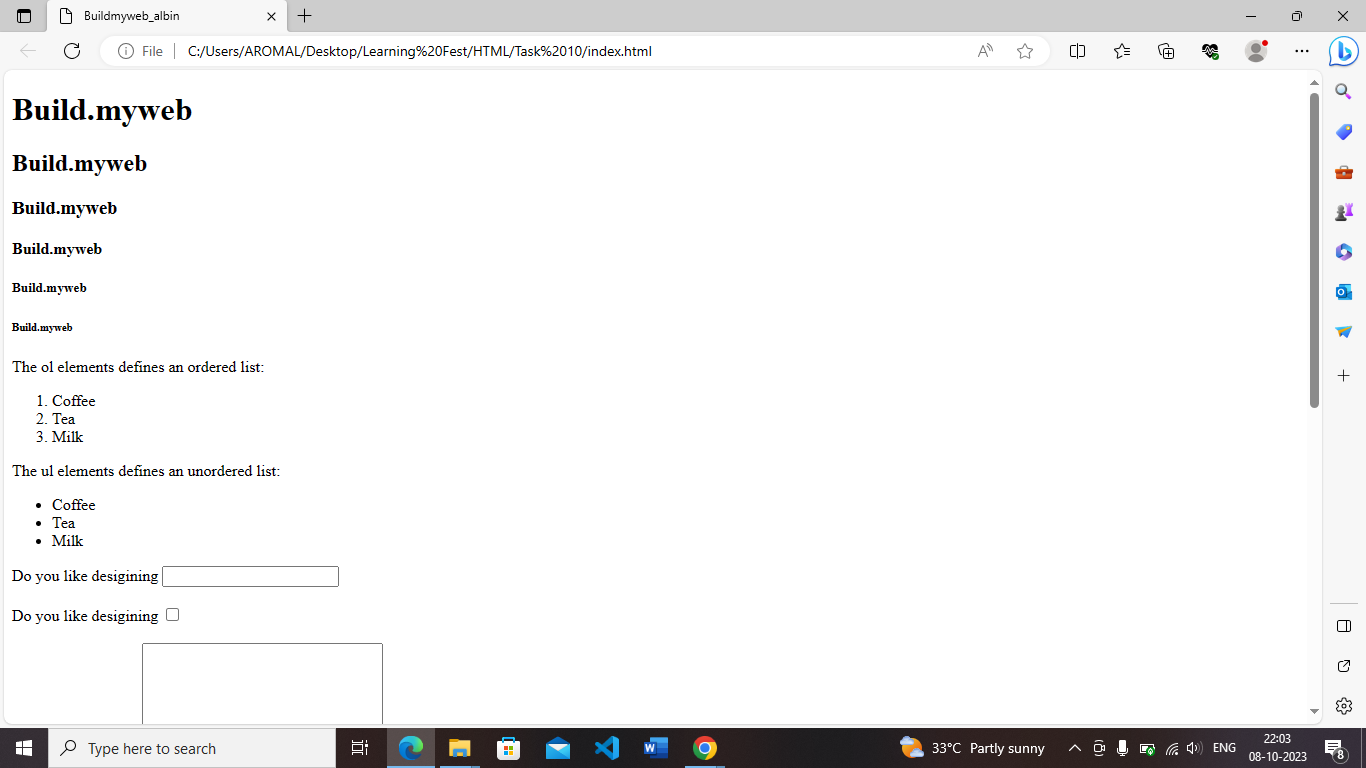 Buildmyweb_albin
File
C:/Users/AROMAL/Desktop/Learning%20Fest/HTML/Task%2010/index.html
Build.myweb
Build.myweb
Build.myweb
Build.myweb
Build.myweb
Build.myweb
The ol elements defines an ordered list:
1. Coffee
2. Tea
3. Milk
The ul elements defines an unordered list:
• Coffee
• Tea
• Milk
Do you like desigining
Do you like desigining
Type here to search
33°C Partly sunny
ENG
22:03
08-10-2023
8